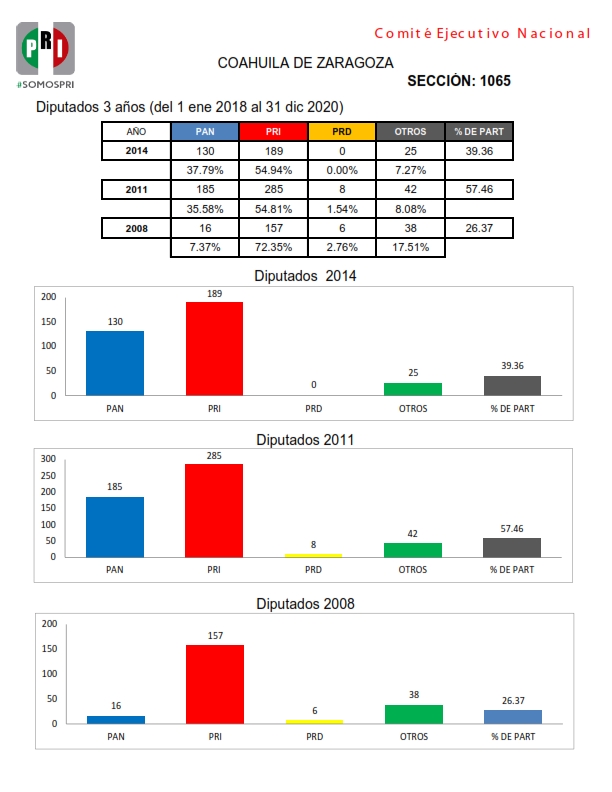 Comité Ejecutivo Nacional
PRI
#SOMOSPRI
COAHUILA DE ZARAGOZA
SECCIÓN: 1065
Diputados 3 años (del 1 ene 2018 al 31 dic 2020)
AÑO PAN PRI PRD OTROS % DE PART
2014 130 189 0 25 39.36
37.79% 54.94% 0.00% 7.27%
2011 185 285 8 42 57.46
35.58% 54.81% 1.54% 8.08%
2008 16 157 6 38 26.37
7.37% 72.35% 2.76% 17.51%
Diputados 2014
200
150
100
50
0
130
189
0
25
39.36
PAN PRI PRD OTROS % DE PART
Diputados 2011
300
250
200
150
100
50
0
185
285
8
42
57.46
PAN PRI PRD OTROS % DE PART
Diputados 2008
200
150
100
50
0
16
157
6
38
26.37
PAN PRI PRD OTROS % DE PART